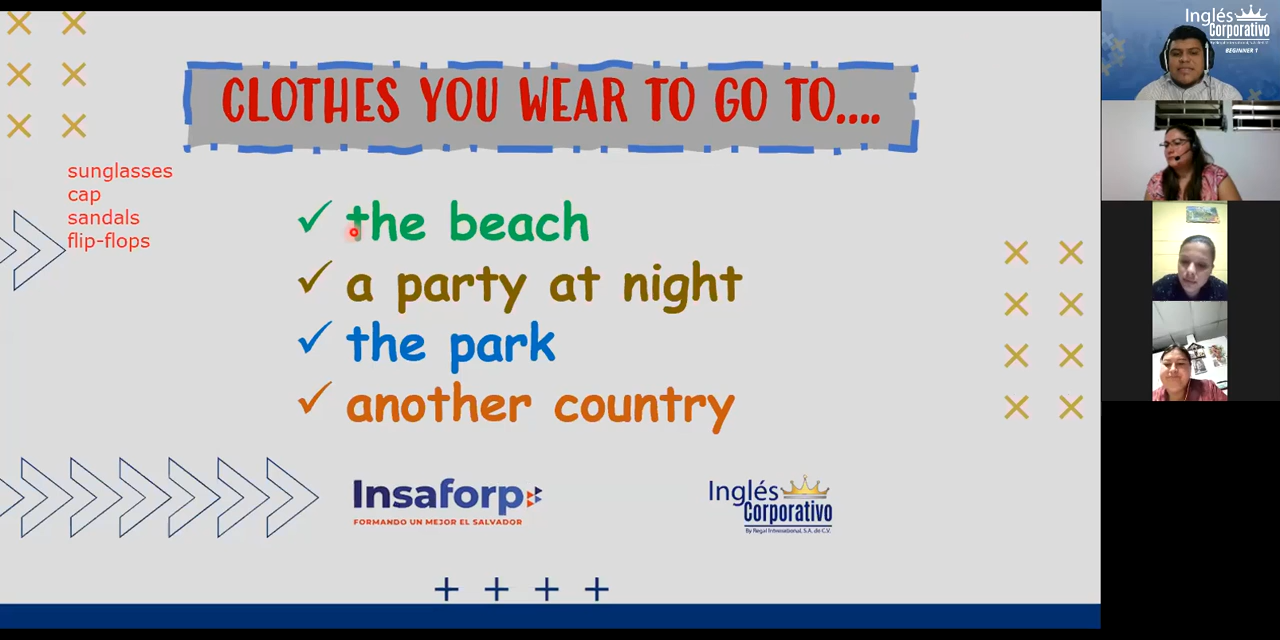 CLOTHES YOU WEAR TO GO TO....
sunglasses
cap
sandals
flip-flops
✓ the beach
✓ a party at night
✓ the park
✓ another country
Insaforp
FORMANDO UN MEJOR EL SALVADOR
Inglés
Corporativo
By Regal International, S.A. de C.V.
Inglés
Corporativo
BEGINNER 1